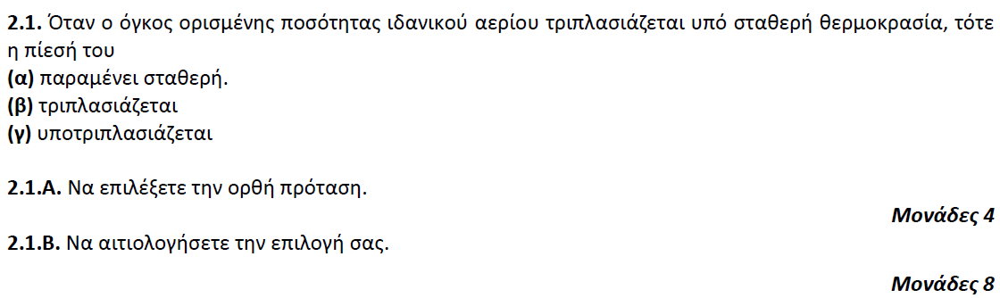 2.1. Όταν ο όγκος ορισμένης ποσότητας ιδανικού αερίου τριπλασιάζεται υπό σταθερή θερμοκρασία, τότε
η πίεσή του
(α) παραμένει σταθερή.
(β) τριπλασιάζεται
(γ) υποτριπλασιάζεται
2.1.Α. Να επιλέξετε την ορθή πρόταση.
Μονάδες 4
2.1.Β. Να αιτιολογήσετε την επιλογή σας.
Μονάδες 8